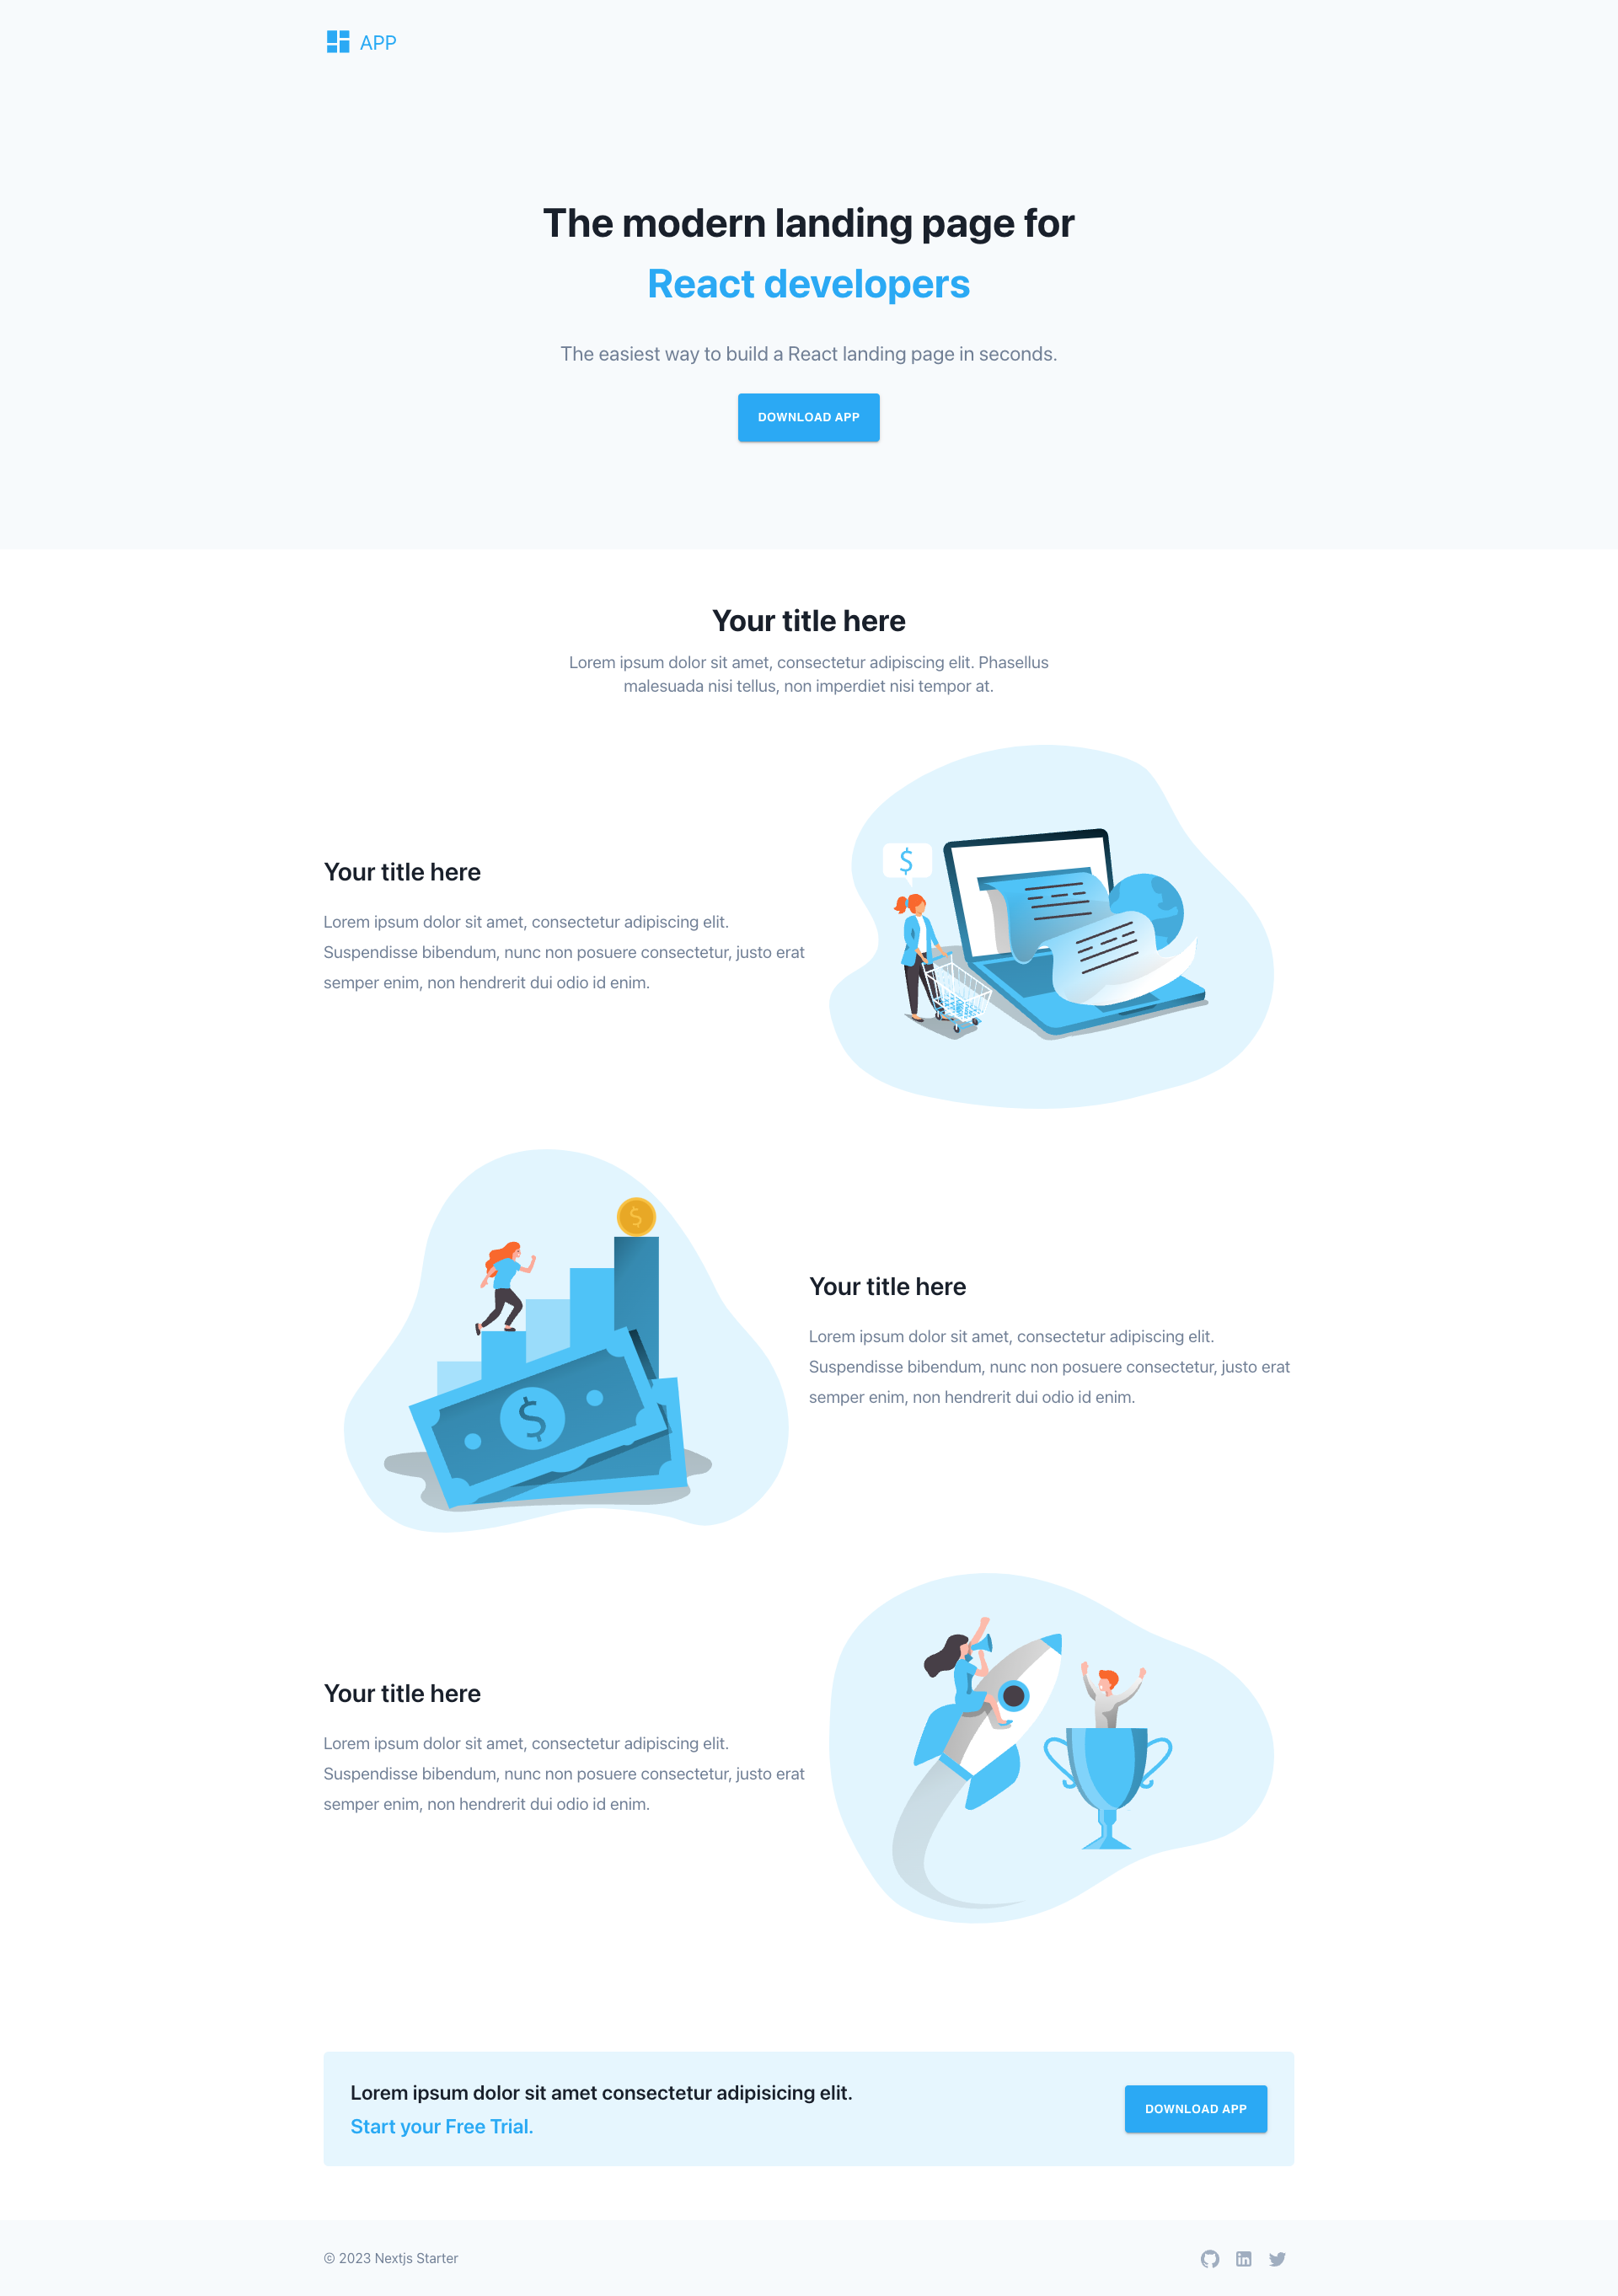 APP
The modern landing page for
React developers
The easiest way to build a React landing page in seconds.
DOWNLOAD APP
Your title here
Lorem ipsum dolor sit amet, consectetur adipiscing elit. Phasellus
malesuada nisi tellus, non imperdiet nisi tempor at.
Your title here
Lorem ipsum dolor sit amet, consectetur adipiscing elit.
Suspendisse bibendum, nunc non posuere consectetur, justo erat
semper enim, non hendrerit dui odio id enim.
$
$
$
Your title here
Lorem ipsum dolor sit amet, consectetur adipiscing elit.
Suspendisse bibendum, nunc non posuere consectetur, justo erat
semper enim, non hendrerit dui odio id enim.
Your title here
Lorem ipsum dolor sit amet, consectetur adipiscing elit.
Suspendisse bibendum, nunc non posuere consectetur, justo erat
semper enim, non hendrerit dui odio id enim.
Lorem ipsum dolor sit amet consectetur adipisicing elit.
Start your Free Trial.
DOWNLOAD APP
© 2023 Nextjs Starter
in